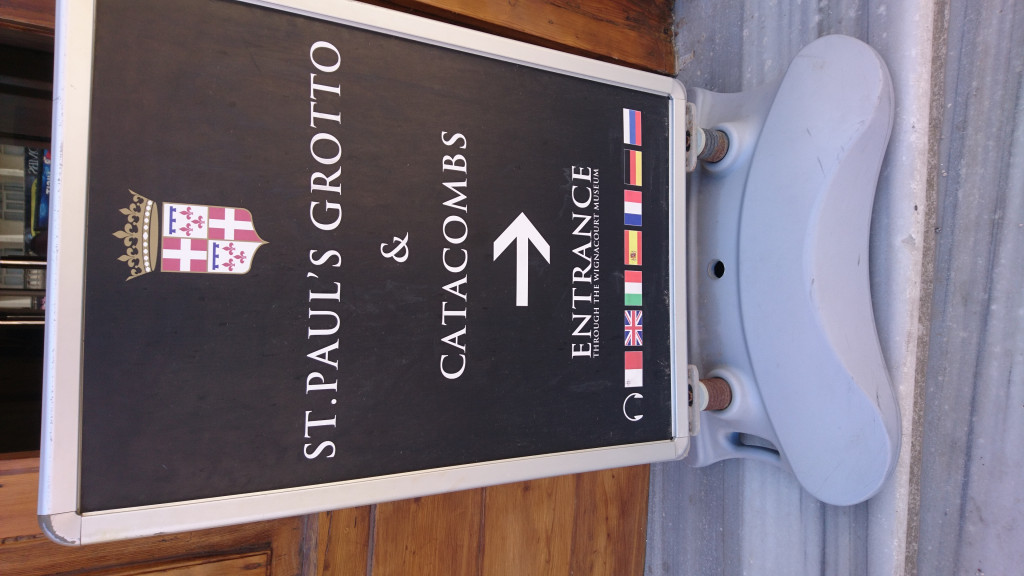 ST.PAUL'S GROTTO
&
CATACOMBS
ENTRANCE
THROUGH THE WIGNACOURT MUSEUM